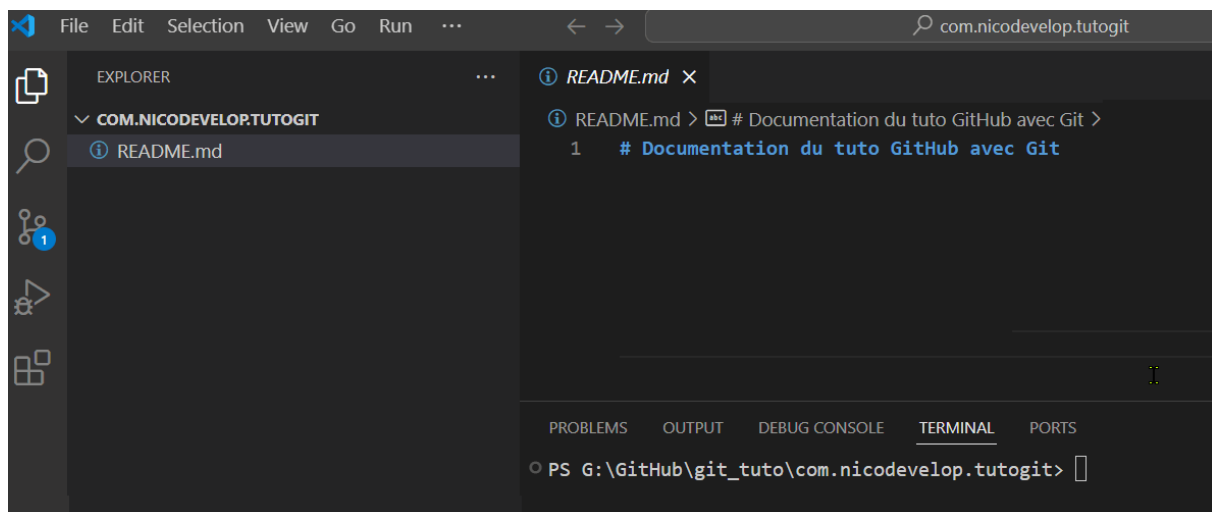 File Edit Selection View Go Run ··· ← → com.nicodevelop.tutogit
EXPLORER ···
COM.NICODEVELOP.TUTOGIT
README.md
1
README.md ×
README.md > # Documentation du tuto GitHub avec Git >
1 # Documentation du tuto GitHub avec Git
PROBLEMS OUTPUT DEBUG CONSOLE TERMINAL PORTS
PS G:\GitHub\git_tuto\com.nicodevelop.tutogit>